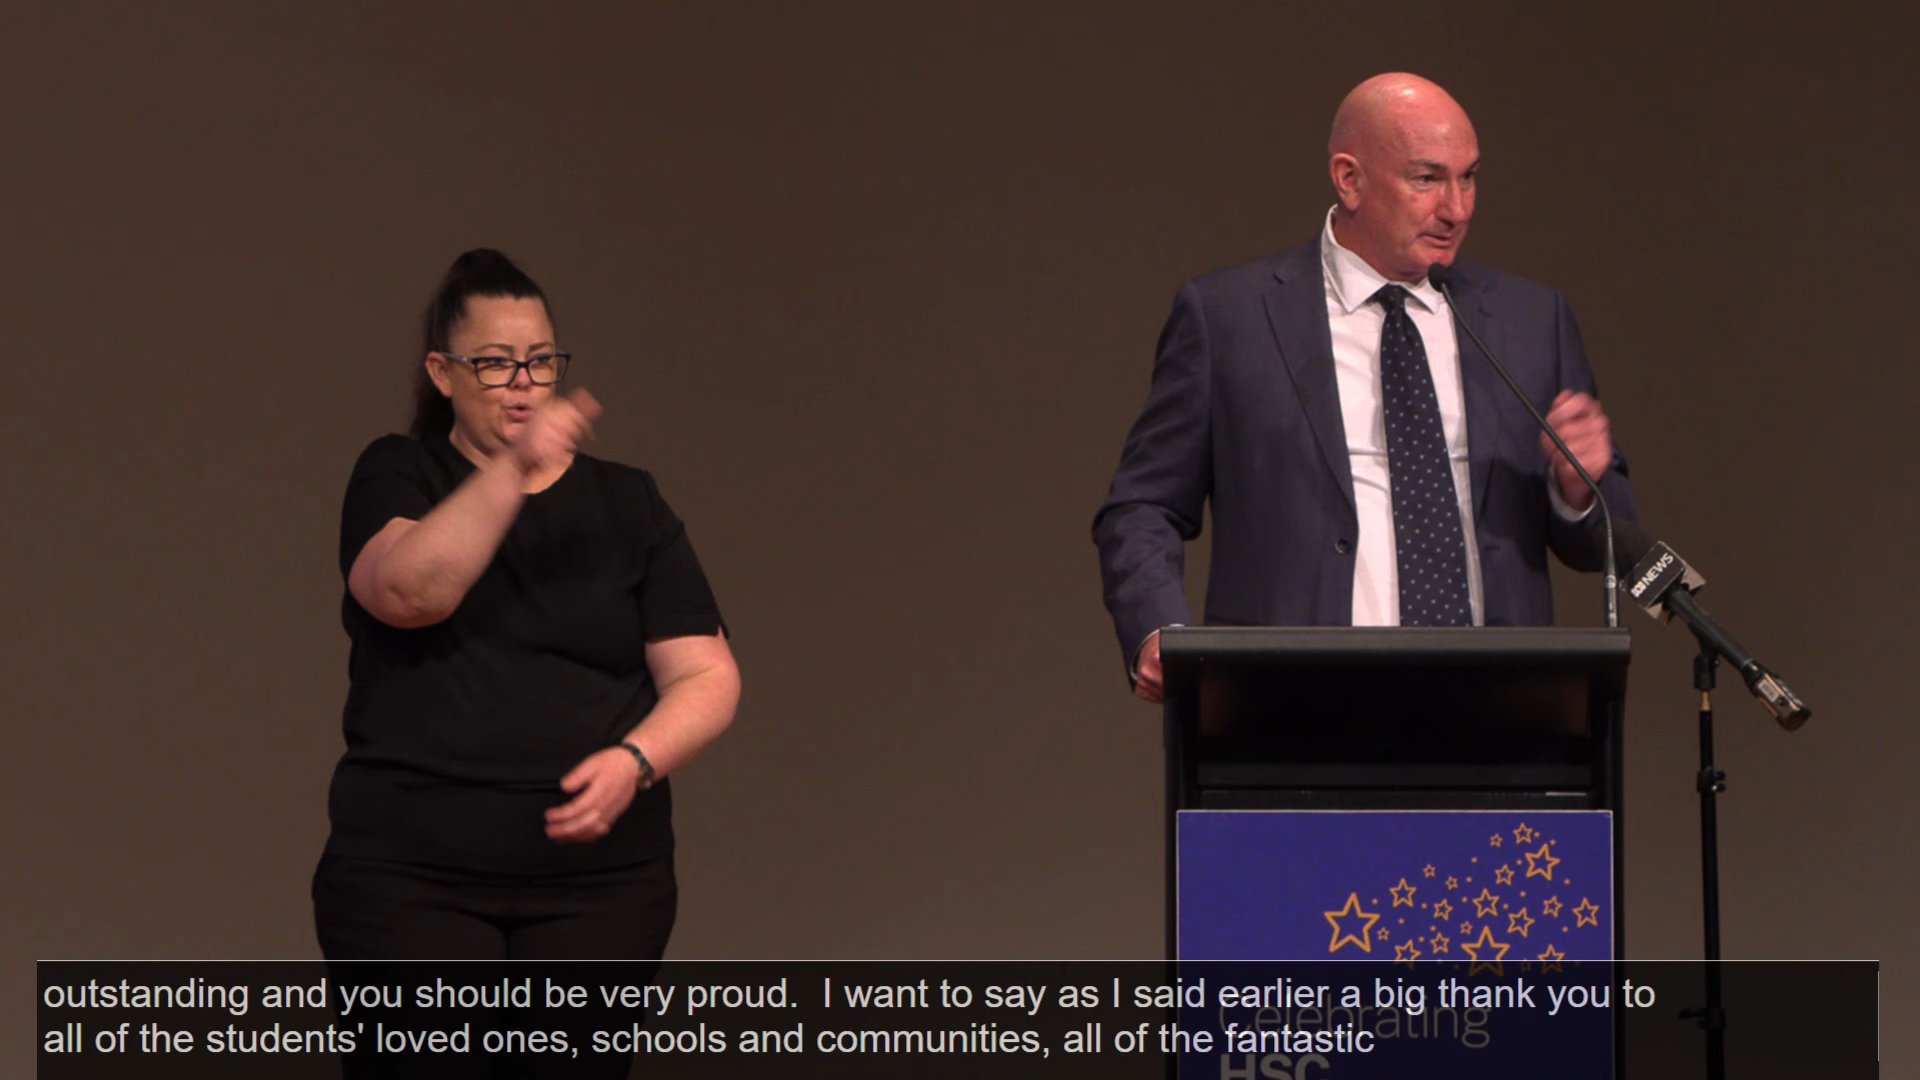 NEWS
outstanding and you should be very proud.  I want to say as I said earlier a big thank you to
all of the students' loved ones, schools and communities, all of the fantastic
Celebrating
HSC